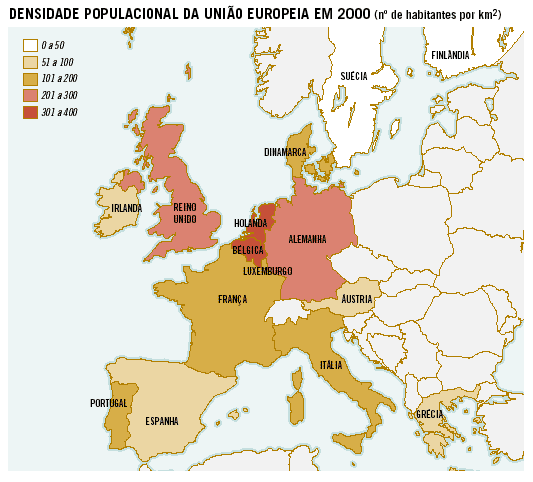 DENSIDADE POPULACIONAL DA UNIÃO EUROPEIA EM 2000 (nº de habitantes por km2)
0 a 50
51 a 100
101 a 200
201 a 300
301 a 400
FINLÂNDIA
SUÉCIA
DINAMARCA
IRLANDA
REINO
UNIDO
HOLANDA
ALEMANHA
BÉLGICA
LUXEMBURGO
FRANÇA
ÁUSTRIA
ITÁLIA
PORTUGAL
ESPANHA
GRÉCIA